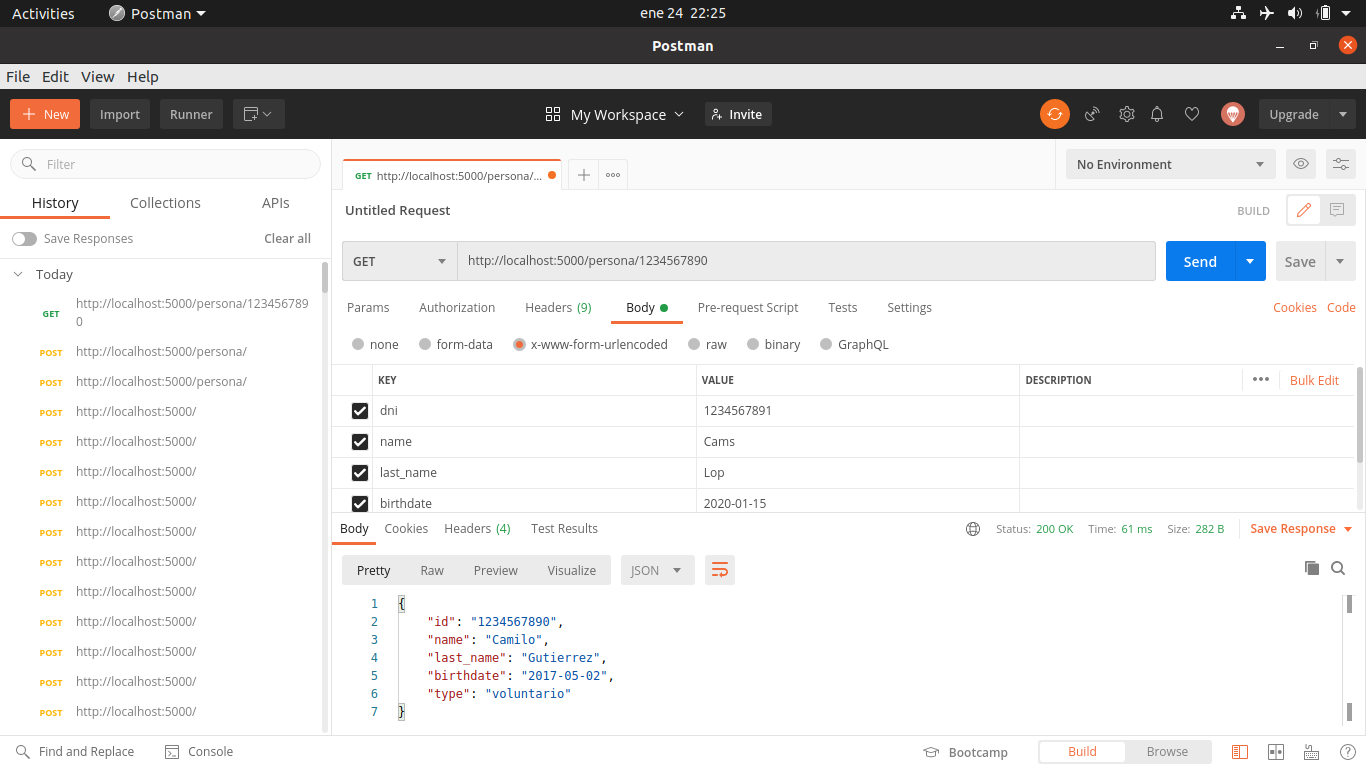 Activities Postman ene 24 22:25
Postman
File Edit View Help
New Import Runner My Workspace Invite Upgrade
Filter
History Collections APIs
Save Responses Clear all
Today
GET http://localhost:5000/persona/123456789
0
POST http://localhost:5000/persona/
POST http://localhost:5000/persona/
POST http://localhost:5000/
POST http://localhost:5000/
POST http://localhost:5000/
POST http://localhost:5000/
POST http://localhost:5000/
POST http://localhost:5000/
POST http://localhost:5000/
POST http://localhost:5000/
POST http://localhost:5000/
POST http://localhost:5000/
POST http://localhost:5000/
GET http://localhost:5000/persona/... No Environment
Untitled Request BUILD
GET http://localhost:5000/persona/1234567890 Send Save
Params Authorization Headers (9) Body Pre-request Script Tests Settings Cookies Code
none form-data x-www-form-urlencoded raw binary GraphQL
KEY VALUE DESCRIPTION Bulk Edit
dni 1234567891
name Cams
last_name Lop
birthdate 2020-01-15
Body Cookies Headers (4) Test Results Status: 200 OK Time: 61 ms Size: 282 B Save Response
Pretty Raw Preview Visualize JSON
1 {
2 "id": "1234567890",
3 "name": "Camilo",
4 "last_name": "Gutierrez",
5 "birthdate": "2017-05-02",
6 "type": "voluntario"
7 }
Find and Replace Console Bootcamp Build Browse